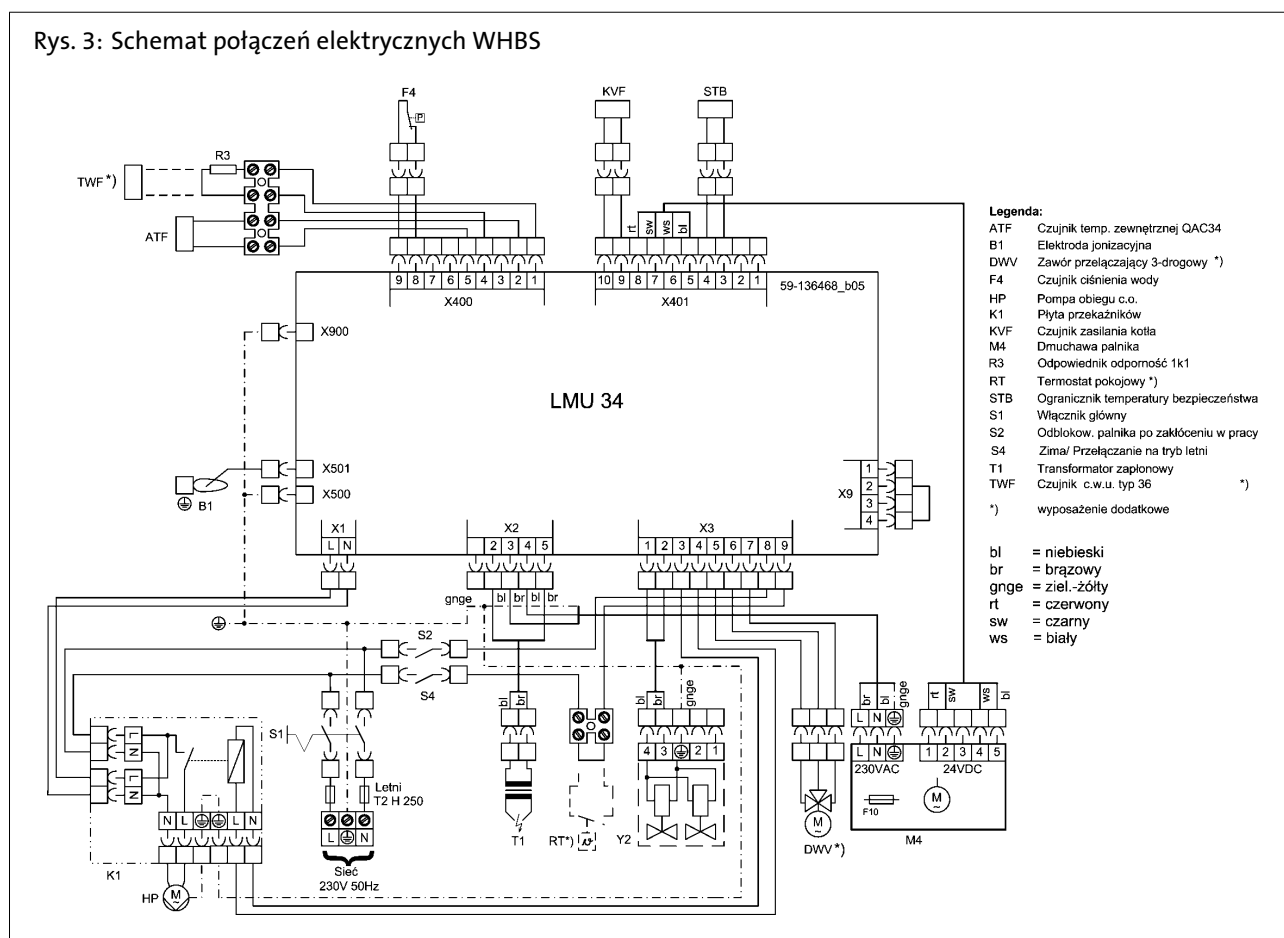 Rys. 3: Schemat połączeń elektrycznych WHBS
F4
P
KVF
STB
R3
TWF *)
ATF
rt
sw
ws
bl
9 8 7 6 5 4 3 2 1
X400
10 9 8 7 6 5 4 3 2 1
X401
59-136468_b05
X900
LMU 34
X501
X500
B1
X9
1
2
3
4
X1
L N
X2
2 3 4 5
X3
1 2 3 4 5 6 7 8 9
gnge
bl br bl br
S2
S4
S1
bl
br
bl
br
gnge
br
bl
gnge
rt
sw
ws
bl
L N
L
N
L
N
4 3 2 1
L N
230VAC
1 2 3 4 5
24VDC
F10
M
~
M4
Letni
T2 H 250
L N
Sieć
230V 50Hz
T1
RT*)
Y2
M
~
DWV *)
N L L N
K1
HP
M
~
Legenda:
ATF Czujnik temp. zewnętrznej QAC34
B1 Elektroda jonizacyjna
DWV Zawór przełączający 3-drogowy *)
F4 Czujnik ciśnienia wody
HP Pompa obiegu c.o.
K1 Płyta przekaźników
KVF Czujnik zasilania kotła
M4 Dmuchawa palnika
R3 Odpowiednik odporność 1k1
RT Termostat pokojowy *)
STB Ogranicznik temperatury bezpieczeństwa
S1 Włącznik główny
S2 Odblokow. palnika po zakłóceniu w pracy
S4 Zima/ Przełączanie na tryb letni
T1 Transformator zapłonowy
TWF Czujnik c.w.u. typ 36 *)
*) wyposażenie dodatkowe
bl = niebieski
br = brązowy
gnge = ziel.-żółty
rt = czerwony
sw = czarny
ws = biały